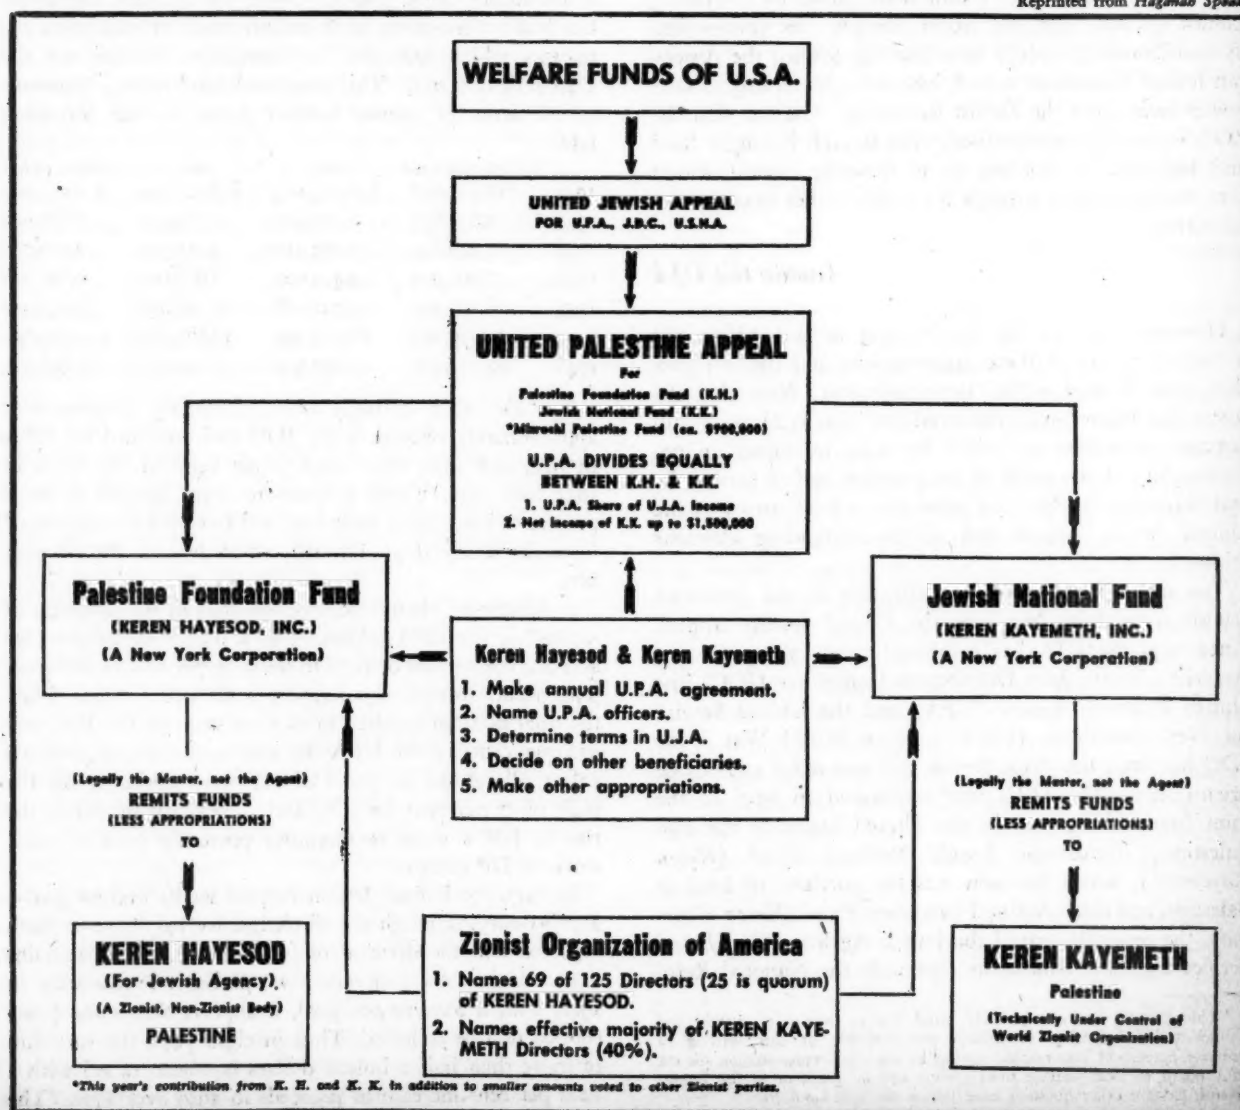 Reprinted from Haganah Speaks
WELFARE FUNDS OF U.S.A.
UNITED JEWISH APPEAL
FOR U.P.A., J.D.C., U.S.N.A.
UNITED PALESTINE APPEAL
For
Palestine Foundation Fund (K.H.)
Jewish National Fund (K.K.)
*Mizrachi Palestine Fund (ca. $700,000)
U.P.A. DIVIDES EQUALLY
BETWEEN K.H. & K.K.
1. U.P.A. Share of U.J.A. Income
2. Net Income of K.K. up to $1,500,000
Palestine Foundation Fund
(KEREN HAYESOD, INC.)
(A New York Corporation)
Keren Hayesod & Keren Kayemeth
1. Make annual U.P.A. agreement.
2. Name U.P.A. officers.
3. Determine terms in U.J.A.
4. Decide on other beneficiaries.
5. Make other appropriations.
Jewish National Fund
(KEREN KAYEMETH, INC.)
(A New York Corporation)
(Legally the Master, not the Agent)
REMITS FUNDS
(LESS APPROPRIATIONS)
TO
(Legally the Master, not the Agent)
REMITS FUNDS
(LESS APPROPRIATIONS)
TO
KEREN HAYESOD
(For Jewish Agency)
(A Zionist Non-Zionist Body)
PALESTINE
Zionist Organization of America
1. Names 69 of 125 Directors (25 is quorum)
of KEREN HAYESOD.
2. Names effective majority of KEREN KAYE-
METH Directors (40%).
KEREN KAYEMETH
Palestine
(Technically Under Control of
World Zionist Organization)
*This year's contribution from K. H. and K. K. in addition to smaller amounts voted to other Zionist parties.